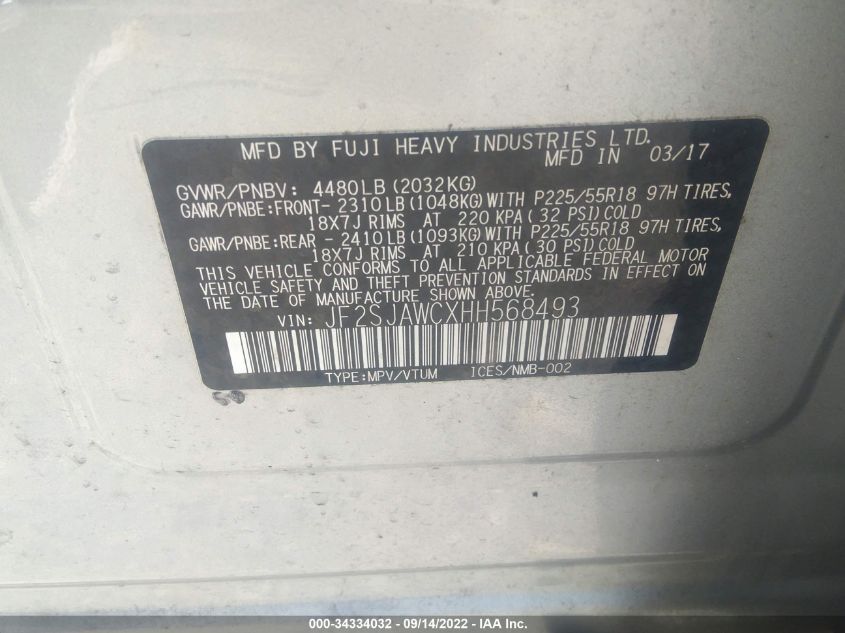 MFD BY FUJI HEAVY INDUSTRIES LTD.
MFD IN 03/17
GVWR/PNBV: 4480LB(2032KG)
GAWR/PNBE:FRONT- 2310LB(1048KG)WITH P225/55R18 97H TIRES,
18X7J RIMS AT 220 KPA(32 PSI)COLD
GAWR/PNBE:REAR - 2410LB(1093KG)WITH P225/55R18 97H TIRES,
18X7J RIMS AT 210 KPA(30 PSI)COLD
THIS VEHICLE CONFORMS TO ALL APPLICABLE FEDERAL MOTOR
VEHICLE SAFETY AND THEFT PREVENTION STANDARDS IN EFFECT ON
THE DATE OF MANUFACTURE SHOWN ABOVE.
VIN: JF2SJAWCXHH568493
TYPE:MPV/VTUM ICES/NMB-002
000-34334032 - 09/14/2022 - IAA Inc.